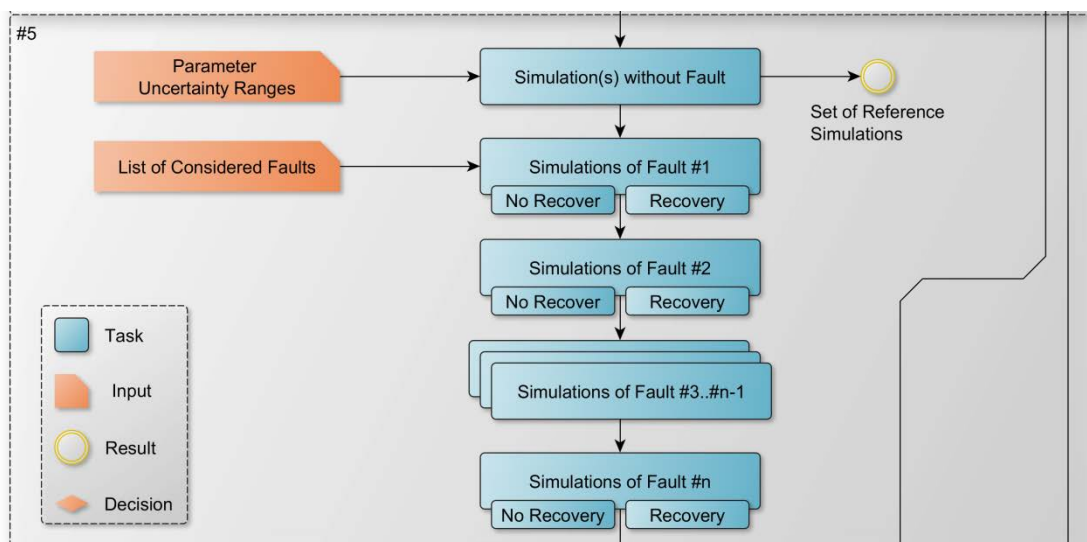 #5
Parameter
Uncertainty Ranges
Simulation(s) without Fault
Set of Reference
Simulations
List of Considered Faults
Simulations of Fault #1
No Recover
Recovery
Simulations of Fault #2
No Recover
Recovery
Simulations of Fault #3..#n-1
Simulations of Fault #n
No Recovery
Recovery
Task
Input
Result
Decision